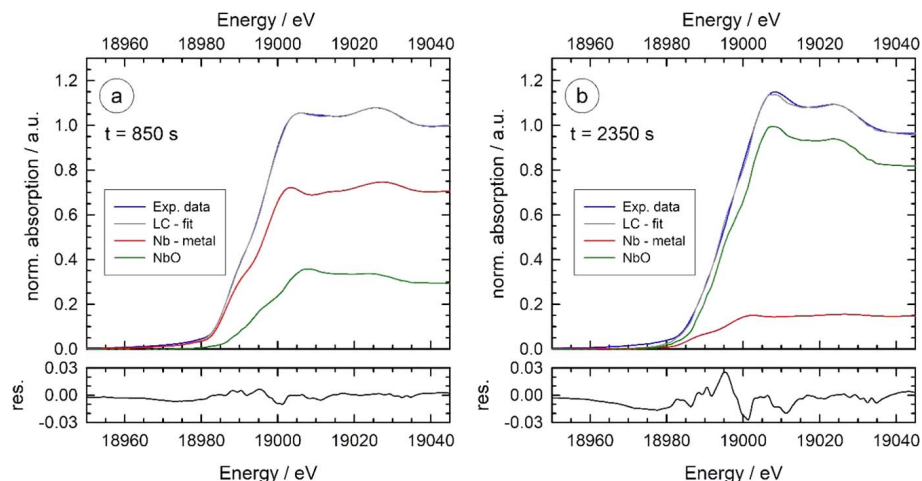 Energy / eV
18960 18980 19000 19020 19040
1.2
1.0
0.8
0.6
0.4
0.2
0.0
norm. absorption / a.u.
a
t = 850 s
Exp. data
LC - fit
Nb - metal
NbO
0.03
0.00
-0.03
res.
18960 18980 19000 19020 19040
Energy / eV
Energy / eV
18960 18980 19000 19020 19040
1.2
1.0
0.8
0.6
0.4
0.2
0.0
norm. absorption / a.u.
b
t = 2350 s
Exp. data
LC - fit
Nb - metal
NbO
0.03
0.00
-0.03
res.
18960 18980 19000 19020 19040
Energy / eV